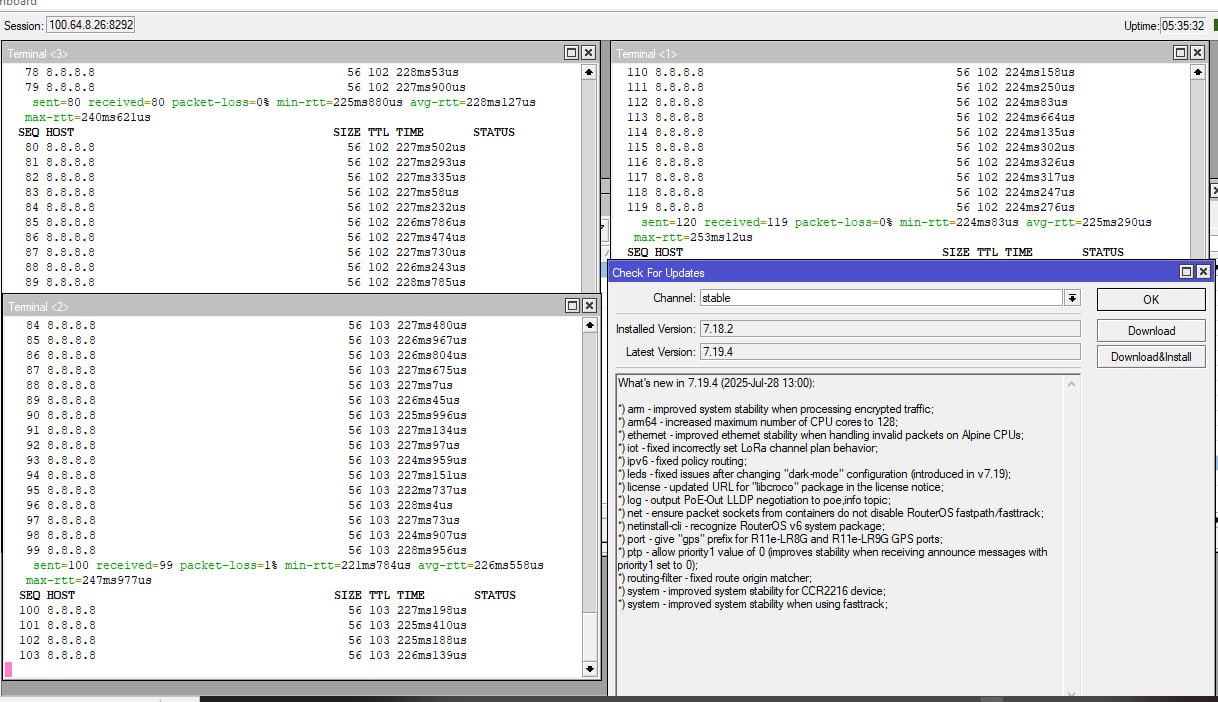 nboard
Session: 100.64.8.26:8292
Uptime: 05:35:32
Terminal <3>
78 8.8.8.8 56 102 228ms53us
79 8.8.8.8 56 102 227ms900us
sent=80 received=80 packet-loss=0% min-rtt=225ms880us avg-rtt=228ms127us
max-rtt=240ms621us
SEQ HOST SIZE TTL TIME STATUS
80 8.8.8.8 56 102 227ms502us
81 8.8.8.8 56 102 227ms293us
82 8.8.8.8 56 102 227ms335us
83 8.8.8.8 56 102 227ms58us
84 8.8.8.8 56 102 227ms232us
85 8.8.8.8 56 102 226ms786us
86 8.8.8.8 56 102 227ms474us
87 8.8.8.8 56 102 227ms730us
88 8.8.8.8 56 102 226ms243us
89 8.8.8.8 56 102 228ms785us
Terminal <1>
110 8.8.8.8 56 102 224ms158us
111 8.8.8.8 56 102 224ms250us
112 8.8.8.8 56 102 224ms83us
113 8.8.8.8 56 102 224ms664us
114 8.8.8.8 56 102 224ms135us
115 8.8.8.8 56 102 224ms302us
116 8.8.8.8 56 102 224ms326us
117 8.8.8.8 56 102 224ms317us
118 8.8.8.8 56 102 224ms247us
119 8.8.8.8 56 102 224ms276us
sent=120 received=119 packet-loss=0% min-rtt=224ms83us avg-rtt=225ms290us
max-rtt=253ms12us
SEQ HOST SIZE TTL TIME STATUS
Terminal <2>
84 8.8.8.8 56 103 227ms480us
85 8.8.8.8 56 103 226ms967us
86 8.8.8.8 56 103 226ms804us
87 8.8.8.8 56 103 227ms675us
88 8.8.8.8 56 103 227ms7us
89 8.8.8.8 56 103 226ms45us
90 8.8.8.8 56 103 225ms996us
91 8.8.8.8 56 103 227ms134us
92 8.8.8.8 56 103 227ms97us
93 8.8.8.8 56 103 224ms959us
94 8.8.8.8 56 103 227ms151us
95 8.8.8.8 56 103 222ms737us
96 8.8.8.8 56 103 228ms4us
97 8.8.8.8 56 103 227ms73us
98 8.8.8.8 56 103 224ms907us
99 8.8.8.8 56 103 228ms956us
sent=100 received=99 packet-loss=1% min-rtt=221ms784us avg-rtt=226ms558us
max-rtt=247ms977us
SEQ HOST SIZE TTL TIME STATUS
100 8.8.8.8 56 103 227ms198us
101 8.8.8.8 56 103 225ms410us
102 8.8.8.8 56 103 225ms188us
103 8.8.8.8 56 103 226ms139us
Check For Updates
Channel: stable
OK
Installed Version: 7.18.2
Download
Latest Version: 7.19.4
Download&Install
What's new in 7.19.4 (2025-Jul-28 13:00):
*) arm - improved system stability when processing encrypted traffic;
*) arm64 - increased maximum number of CPU cores to 128;
*) ethernet - improved ethernet stability when handling invalid packets on Alpine CPUs;
*) iot - fixed incorrectly set LoRa channel plan behavior;
*) ipv6 - fixed policy routing;
*) leds - fixed issues after changing "dark-mode" configuration (introduced in v7.19);
*) license - updated URL for "libcroco" package in the license notice;
*) log - output PoE-Out LLDP negotiation to poe,info topic;
*) net - ensure packet sockets from containers do not disable RouterOS fastpath/fasttrack;
*) netinstall-cli - recognize RouterOS v6 system package;
*) port - give "gps" prefix for R11e-LR8G and R11e-LR9G GPS ports;
*) ptp - allow priority1 value of 0 (improves stability when receiving announce messages with
priority1 set to 0);
*) routing-filter - fixed route origin matcher;
*) system - improved system stability for CCR2216 device;
*) system - improved system stability when using fasttrack;